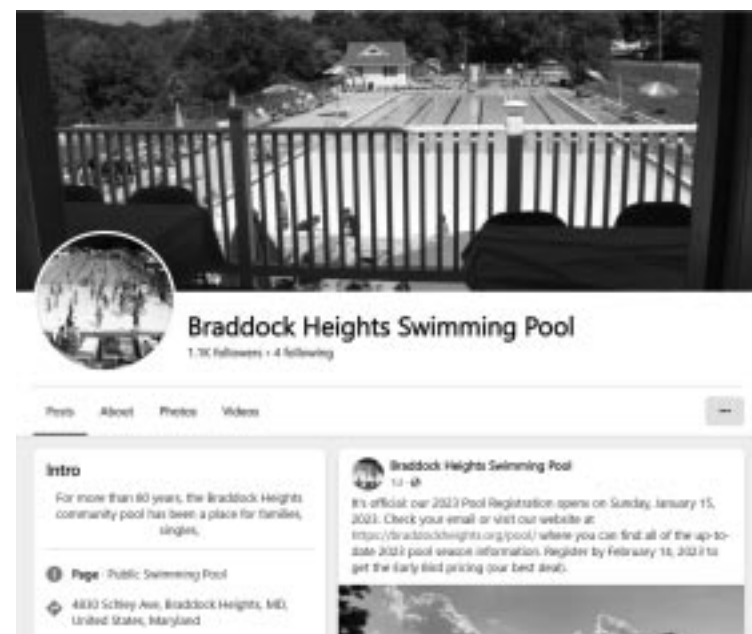 Braddock Heights Swimming Pool
1.1K followers • 4 following
Posts About Photos Videos
Intro
For more than 60 years, the Braddock Heights
community pool has been a place for families,
singles,
Page · Public Swimming Pool
4830 Schley Ave, Braddock Heights, MD,
United States, Maryland
Braddock Heights Swimming Pool
It's official: our 2023 Pool Registration opens on Sunday, January 15,
2023. Check your email or visit our website at
https://braddockheights.org/pool/ where you can find all of the up-to-
date 2023 pool season information. Register by February 14, 2023 to
get the Early Bird pricing (our best deal).